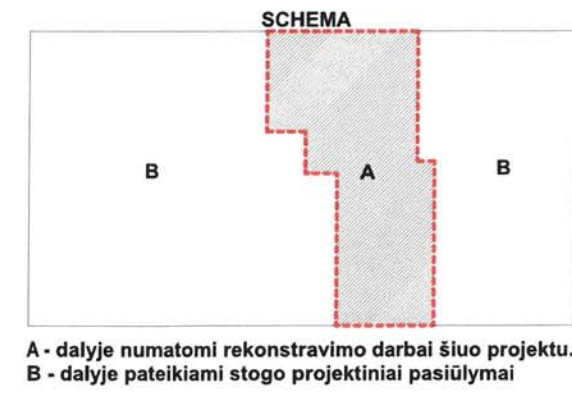 SCHEMA
B
A
B
A - dalyje numatomi rekonstravimo darbai šiuo projektu.
B - dalyje pateikiami stogo projektiniai pasiūlymai